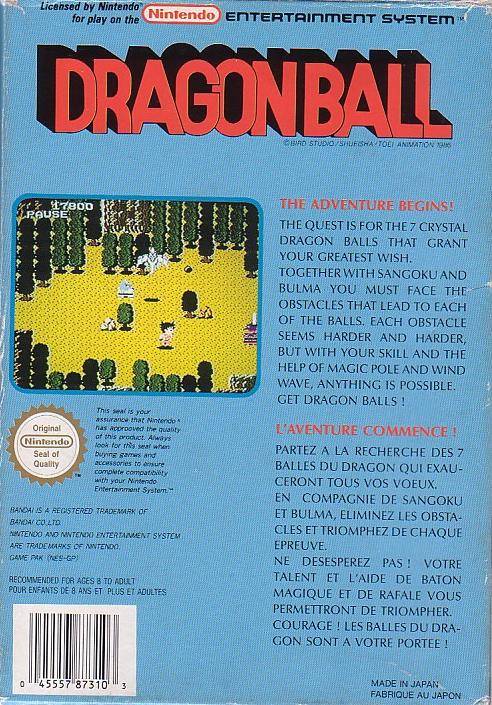 Licensed by Nintendo®
for play on the
Nintendo ENTERTAINMENT SYSTEM™
DRAGON BALL
©BIRD STUDIO/SHUEISHA/TOEI ANIMATION 1986
17800
PAUSE
THE ADVENTURE BEGINS!
THE QUEST IS FOR THE 7 CRYSTAL
DRAGON BALLS THAT GRANT
YOUR GREATEST WISH.
TOGETHER WITH SANGOKU AND
BULMA YOU MUST FACE THE
OBSTACLES THAT LEAD TO EACH
OF THE BALLS. EACH OBSTACLE
SEEMS HARDER AND HARDER,
BUT WITH YOUR SKILL AND THE
HELP OF MAGIC POLE AND WIND
WAVE, ANYTHING IS POSSIBLE.
GET DRAGON BALLS !
L'AVENTURE COMMENCE !
PARTEZ A LA RECHERCHE DES 7
BALLES DU DRAGON QUI EXAU-
CERONT TOUS VOS VOEUX.
EN COMPAGNIE DE SANGOKU
ET BULMA, ELIMINEZ LES OBSTA-
CLES ET TRIOMPHEZ DE CHAQUE
EPREUVE.
NE DESESPEREZ PAS ! VOTRE
TALENT ET L'AIDE DE BATON
MAGIQUE ET DE RAFALE VOUS
PERMETTRONT DE TRIOMPER.
COURAGE ! LES BALLES DU DRA-
GON SONT A VOTRE PORTEE !
Original
Nintendo
Seal of
Quality
™
This seal is your
assurance that Nintendo®
has approoved the quality
of this product. Always
look for this seal when
buying games and
accessories to ensure
complete compatibility
with your Nintendo
Entertainment System.™
BANDAI IS A REGISTERED TRADEMARK OF
BANDAI CO,LTD.
NINTENDO AND NINTENDO ENTERTAINMENT SYSTEM
ARE TRADEMARKS OF NINTENDO.
GAME PAK (NES-GP)
RECOMMENDED FOR AGES 8 TO ADULT
POUR ENFANTS DE 8 ANS ET PLUS ET ADULTES
0 45557 87310 3
MADE IN JAPAN
FABRIQUE AU JAPON